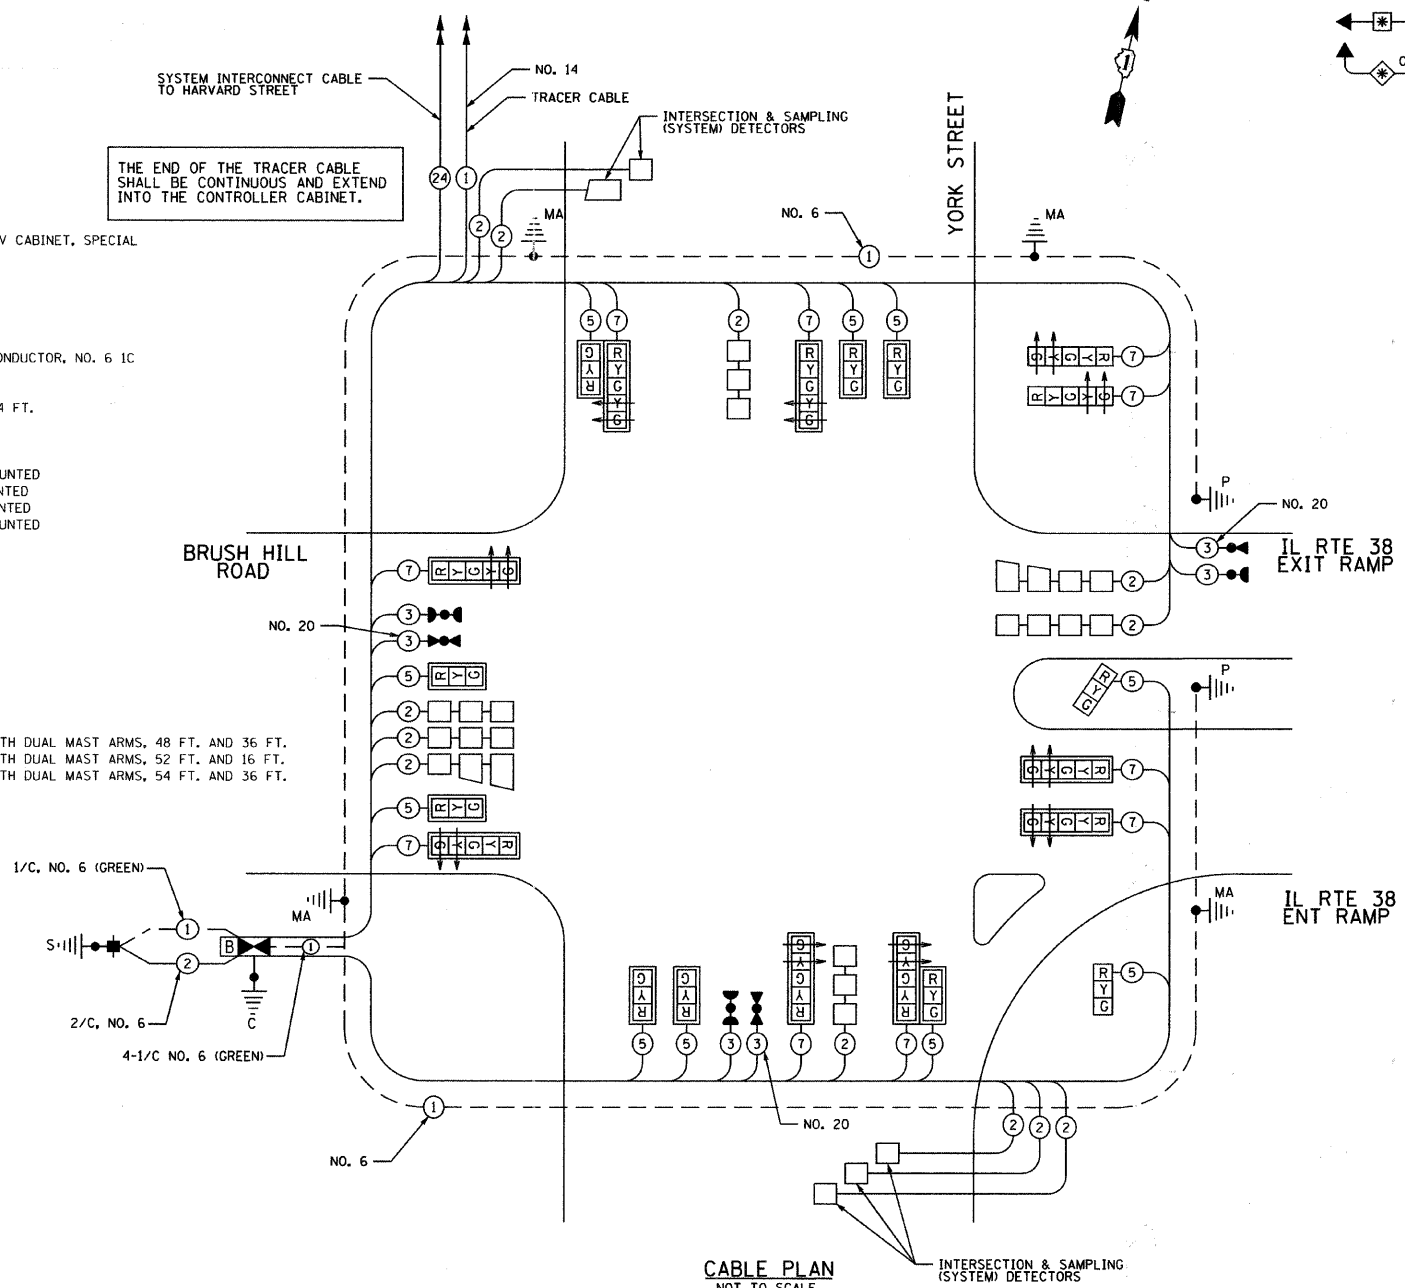 SYSTEM INTERCONNECT CABLE
TO HARVARD STREET
NO. 14
TRACER CABLE
INTERSECTION & SAMPLING
(SYSTEM) DETECTORS
THE END OF THE TRACER CABLE
SHALL BE CONTINUOUS AND EXTEND
INTO THE CONTROLLER CABINET.
24
1
2
2
MA
NO. 6
1
YORK STREET
MA
1
*
*
V CABINET, SPECIAL
ONDUCTOR, NO. 6 1C
4 FT.
UNTED
NTED
NTED
UNTED
5
7
2
7
5
5
R Y G
R Y G Y G
R Y G Y G
R Y G
R Y G
G Y G Y R
7
R Y G Y G
7
P
NO. 20
3
3
IL RTE 38
EXIT RAMP
2
2
BRUSH HILL
ROAD
7
R Y G Y G
3
NO. 20
3
5
R Y G
2
2
2
5
R Y G
7
G Y G Y R
R Y G
5
P
G Y G Y R
7
G Y G Y R
7
TH DUAL MAST ARMS, 48 FT. AND 36 FT.
TH DUAL MAST ARMS, 52 FT. AND 16 FT.
TH DUAL MAST ARMS, 54 FT. AND 36 FT.
1/C, NO. 6 (GREEN)
MA
S
1
B
1
2
C
2/C, NO. 6
4-1/C NO. 6 (GREEN)
MA
IL RTE 38
ENT RAMP
R Y G
5
G Y R
G Y R
G Y G Y R
G Y G Y R
R Y G
5
5
3
3
7
2
7
5
1
NO. 6
NO. 20
2
2
2
INTERSECTION & SAMPLING
(SYSTEM) DETECTORS
CABLE PLAN
NOT TO SCALE